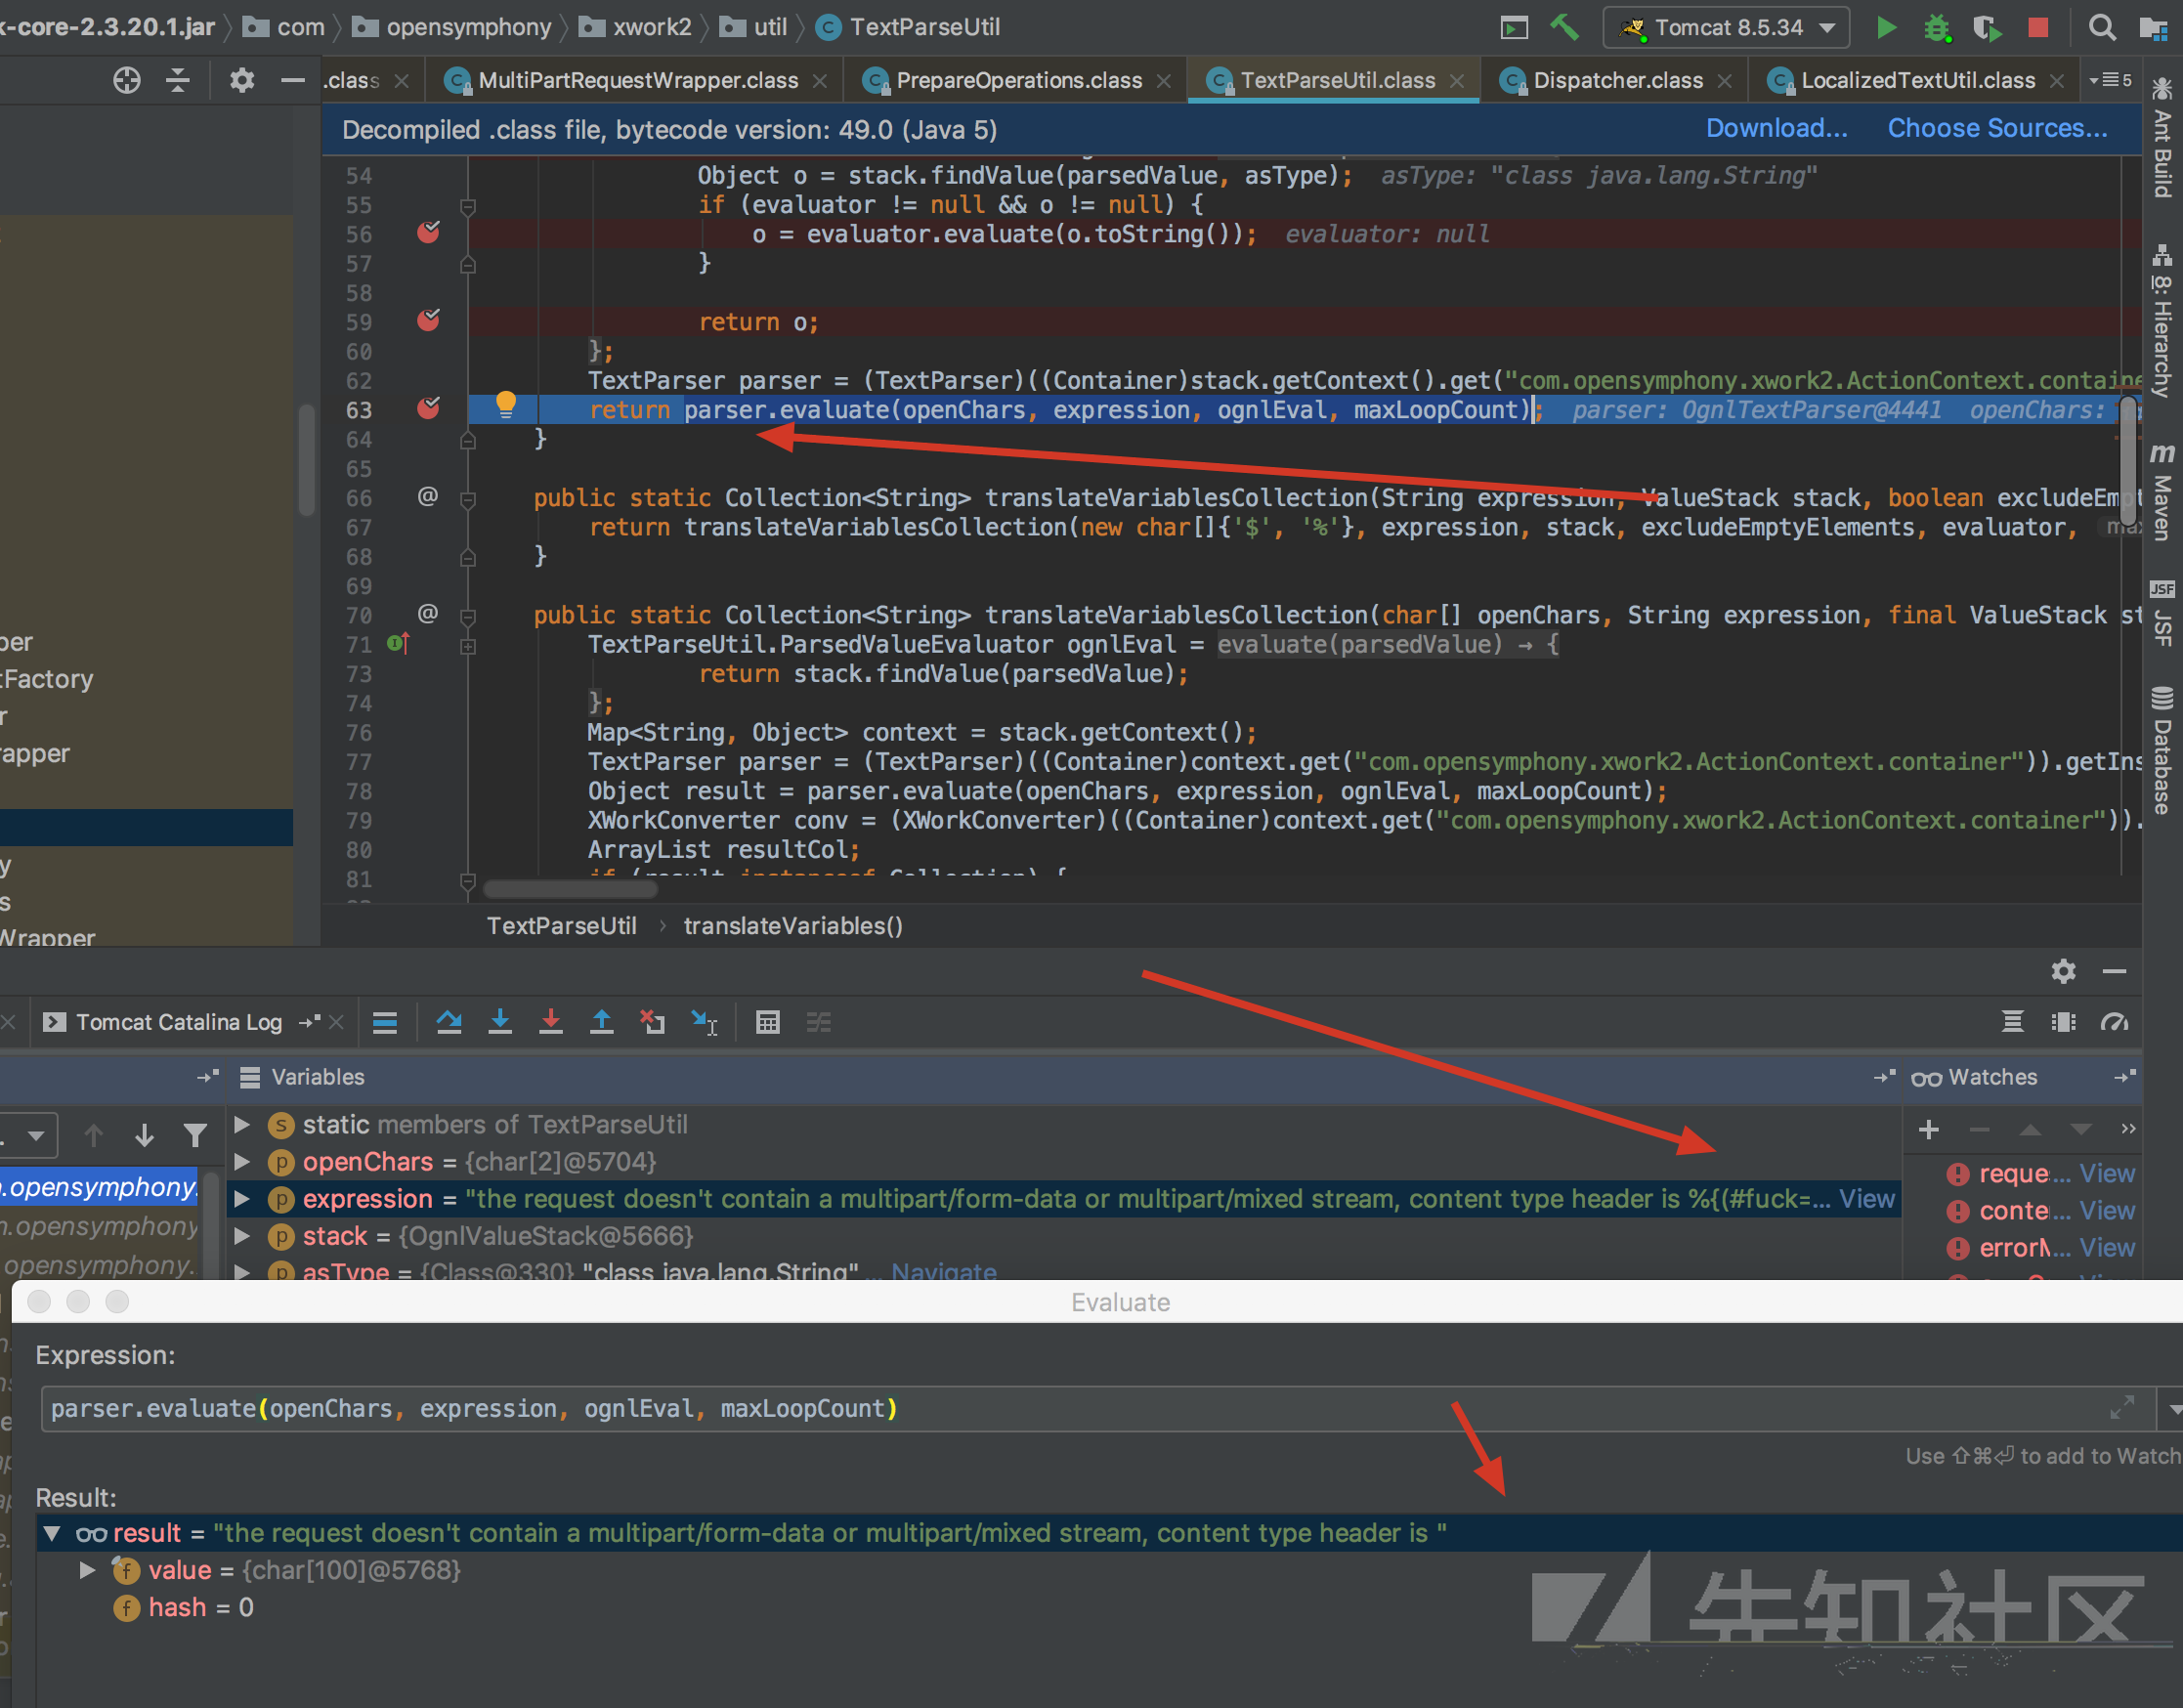 k-core-2.3.20.1.jar com opensymphony xwork2 util TextParseUtil Tomcat 8.5.34
.class MultiPartRequestWrapper.class PrepareOperations.class TextParseUtil.class Dispatcher.class LocalizedTextUtil.class 5
Decompiled .class file, bytecode version: 49.0 (Java 5) Download... Choose Sources...
54 Object o = stack.findValue(parsedValue, asType); asType: "class java.lang.String"
55 if (evaluator != null && o != null) {
56 o = evaluator.evaluate(o.toString()); evaluator: null
57 }
58
59 return o;
60 };
62 TextParser parser = (TextParser)((Container)stack.getContext().get("com.opensymphony.xwork2.ActionContext.containe
63 return parser.evaluate(openChars, expression, ognlEval, maxLoopCount); parser: OgnlTextParser@4441 openChars:
64 }
65
66 @ public static Collection<String> translateVariablesCollection(String expression, ValueStack stack, boolean excludeEmpt
67 return translateVariablesCollection(new char[]{'$', '%'}, expression, stack, excludeEmptyElements, evaluator, max
68 }
69
70 @ public static Collection<String> translateVariablesCollection(char[] openChars, String expression, final ValueStack st
71 TextParseUtil.ParsedValueEvaluator ognlEval = evaluate(parsedValue) → {
73 return stack.findValue(parsedValue);
74 };
76 Map<String, Object> context = stack.getContext();
77 TextParser parser = (TextParser)((Container)context.get("com.opensymphony.xwork2.ActionContext.container")).getIns
78 Object result = parser.evaluate(openChars, expression, ognlEval, maxLoopCount);
79 XWorkConverter conv = (XWorkConverter)((Container)context.get("com.opensymphony.xwork2.ActionContext.container")).
80 ArrayList resultCol;
81 if (result instanceof Collection) {
per
tFactory
r
rapper
y
s
Wrapper
Ant Build
8: Hierarchy
m Maven
JSF JSF
Database
TextParseUtil › translateVariables()
Tomcat Catalina Log
Variables
Watches
static members of TextParseUtil
openChars = {char[2]@5704}
expression = "the request doesn't contain a multipart/form-data or multipart/mixed stream, content type header is %{(#fuck=... View
stack = {OgnlValueStack@5666}
asType = {Class@330} "class java.lang.String" ... Navigate
n.opensymphony.
n.opensymphony
opensymphony.
reque... View
conte... View
errorM... View
Evaluate
Expression:
parser.evaluate(openChars, expression, ognlEval, maxLoopCount)
Use ⇧⌘⏎ to add to Watch
Result:
result = "the request doesn't contain a multipart/form-data or multipart/mixed stream, content type header is "
value = {char[100]@5768}
hash = 0
先知社区